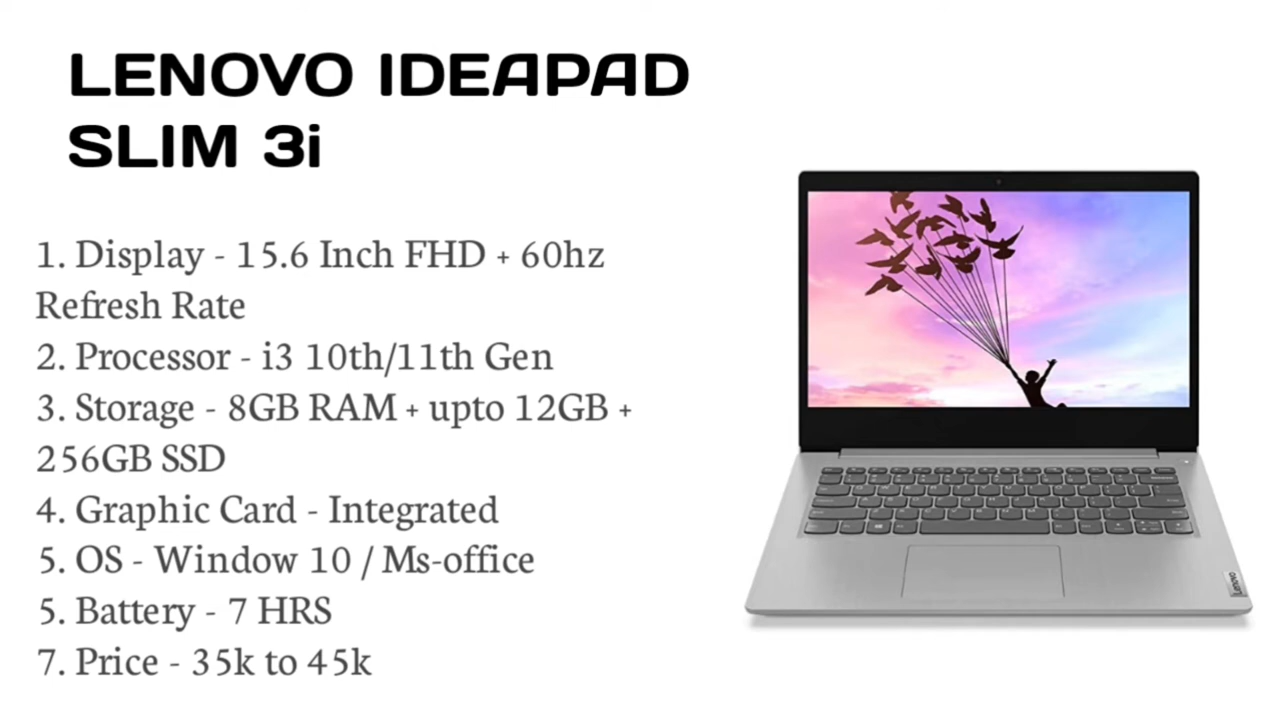 LENOVO IDEAPAD
SLIM 3i
1. Display - 15.6 Inch FHD + 60hz
Refresh Rate
2. Processor - i3 10th/11th Gen
3. Storage - 8GB RAM + upto 12GB +
256GB SSD
4. Graphic Card - Integrated
5. OS - Window 10 / Ms-office
5. Battery - 7 HRS
7. Price - 35k to 45k
Lenovo